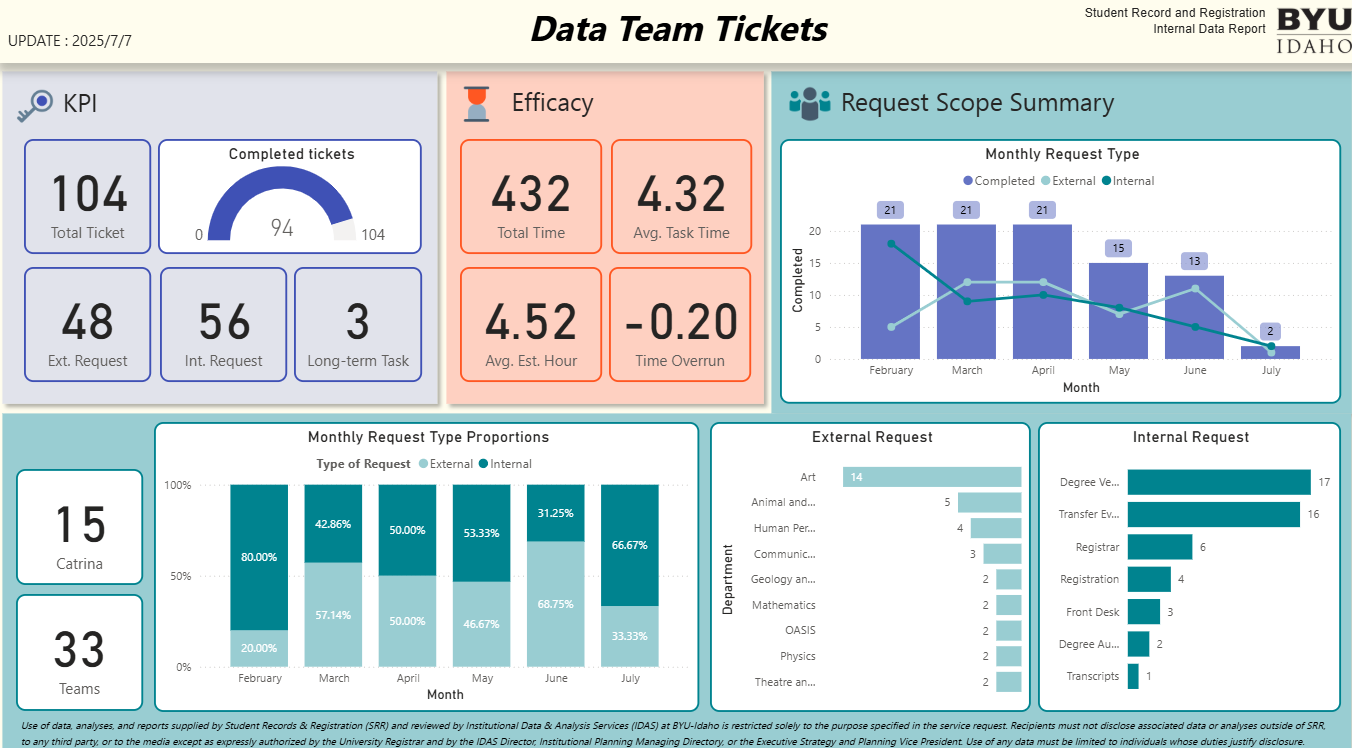 UPDATE : 2025/7/7
Data Team Tickets
Student Record and Registration
Internal Data Report
BYU
IDAHO
KPI
104
Total Ticket
Completed tickets
0
94
104
48
Ext. Request
56
Int. Request
3
Long-term Task
Efficacy
432
Total Time
4.32
Avg. Task Time
4.52
Avg. Est. Hour
-0.20
Time Overrun
Request Scope Summary
Monthly Request Type
Completed External Internal
Completed
20
15
10
5
0
21
21
21
15
13
2
February March April May June July
Month
15
Catrina
33
Teams
Monthly Request Type Proportions
Type of Request External Internal
100%
50%
0%
80.00%
20.00%
42.86%
57.14%
50.00%
50.00%
53.33%
46.67%
31.25%
68.75%
66.67%
33.33%
February March April May June July
Month
External Request
Department
Art 14
Animal and... 5
Human Per... 4
Communic... 3
Geology an... 2
Mathematics 2
OASIS 2
Physics 2
Theatre an... 2
Internal Request
Degree Ve... 17
Transfer Ev... 16
Registrar 6
Registration 4
Front Desk 3
Degree Au... 2
Transcripts 1
Use of data, analyses, and reports supplied by Student Records & Registration (SRR) and reviewed by Institutional Data & Analysis Services (IDAS) at BYU-Idaho is restricted solely to the purpose specified in the service request. Recipients must not disclose associated data or analyses outside of SRR,
to any third party, or to the media except as expressly authorized by the University Registrar and by the IDAS Director, Institutional Planning Managing Directory, or the Executive Strategy and Planning Vice President. Use of any data must be limited to individuals whose duties justify disclosure.